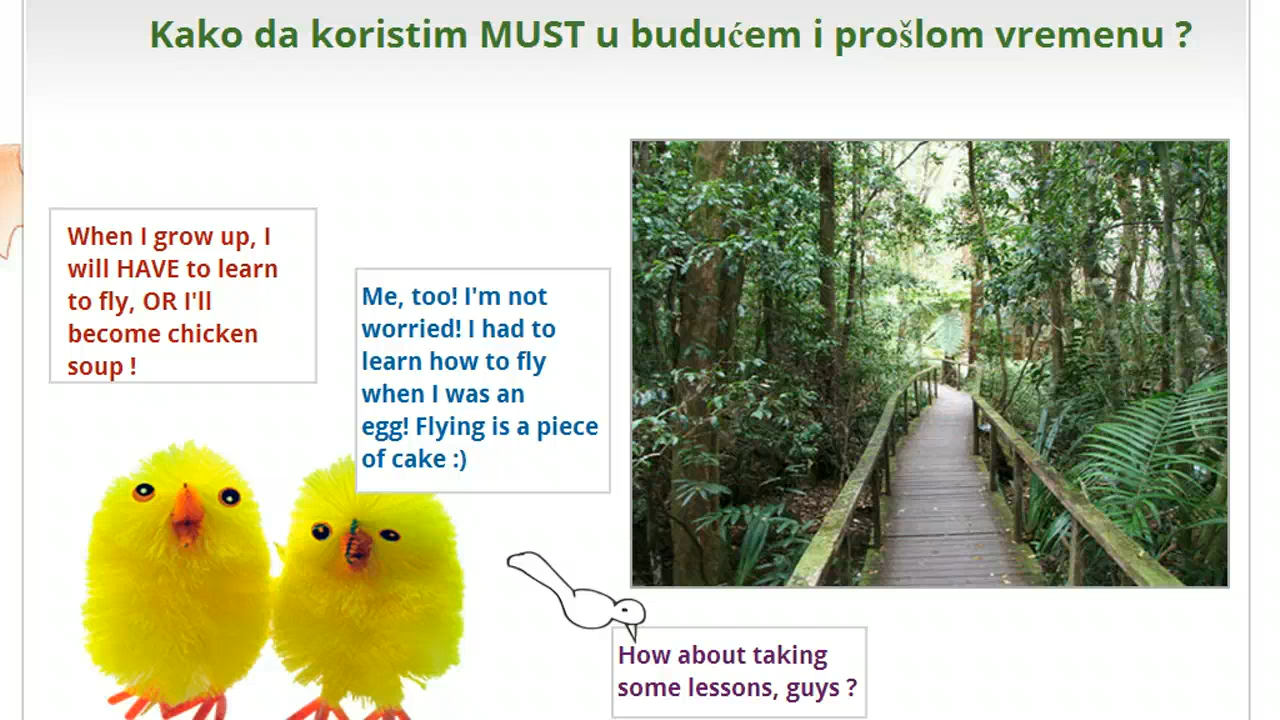 Kako da koristim MUST u budućem i prošlom vremenu ?
When I grow up, I
will HAVE to learn
to fly, OR I'll
become chicken
soup !
Me, too! I'm not
worried! I had to
learn how to fly
when I was an
egg! Flying is a piece
of cake :)
How about taking
some lessons, guys ?